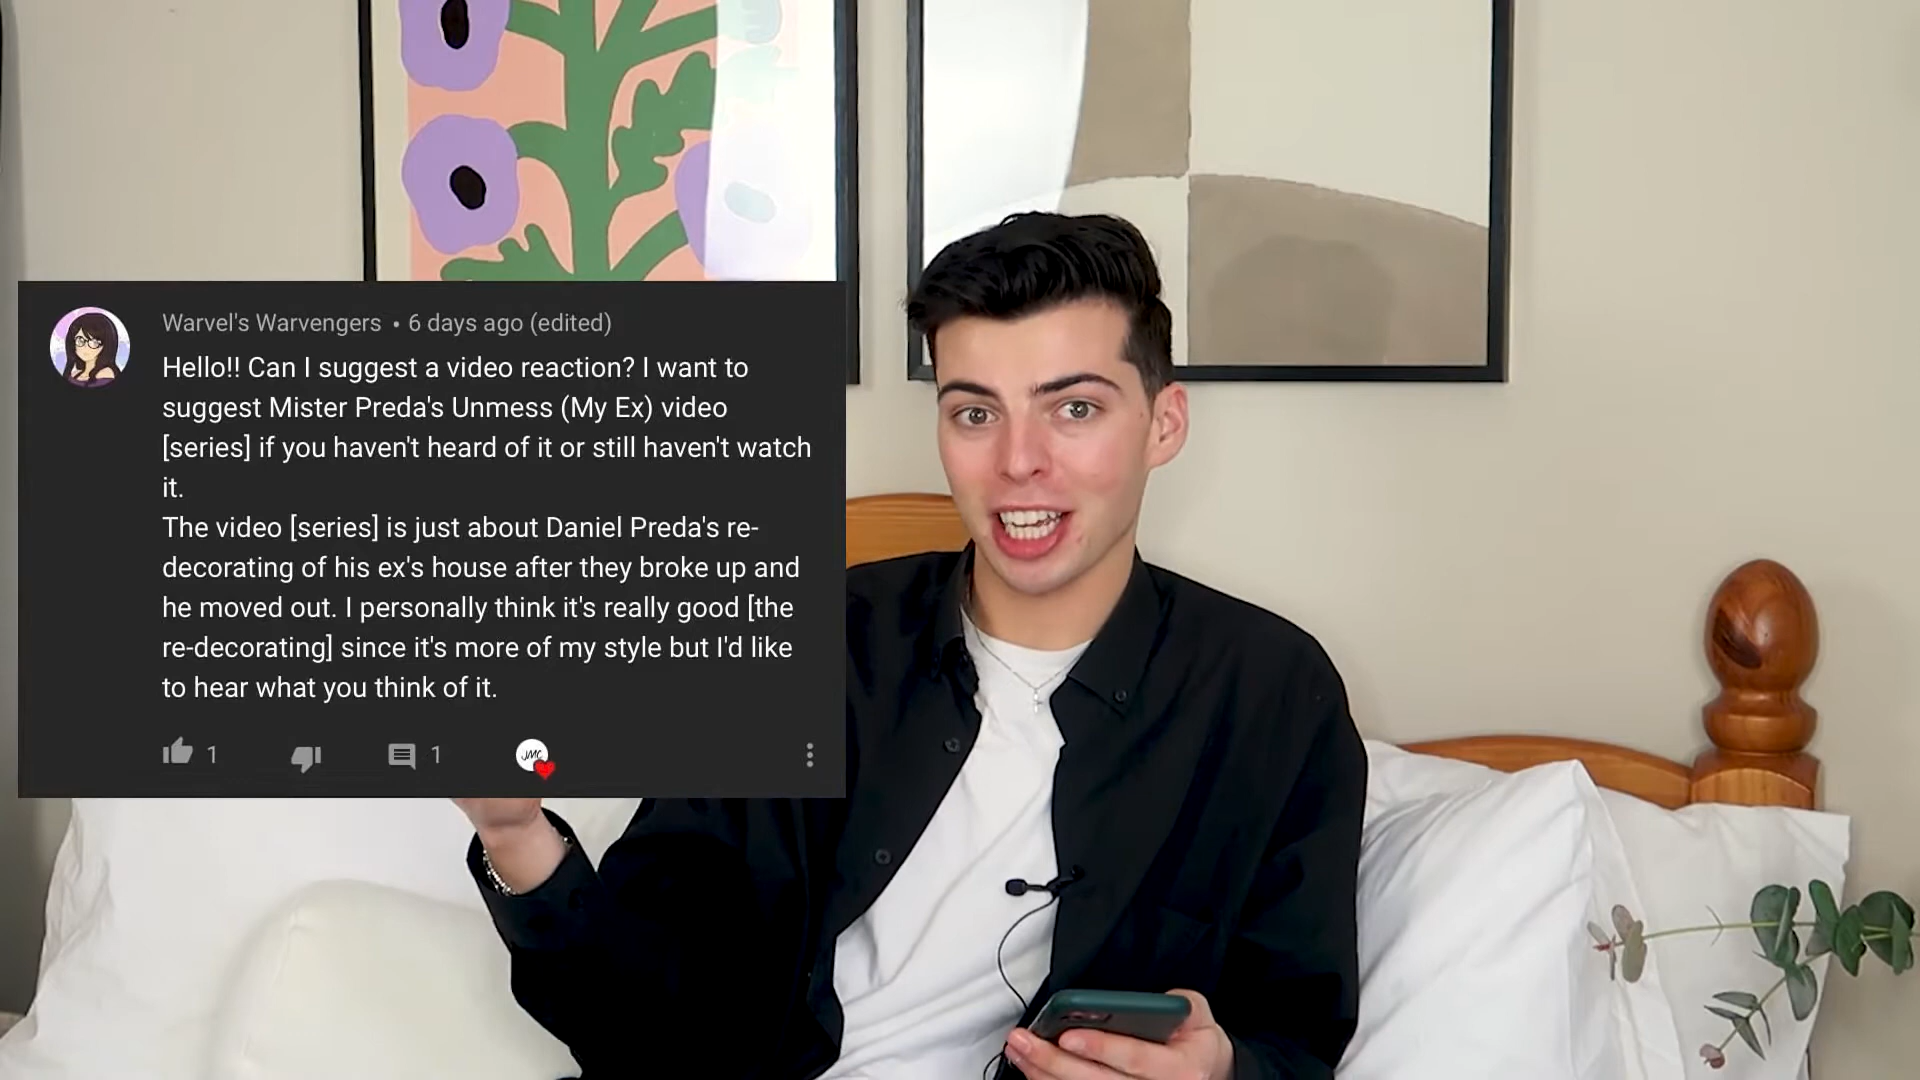 Warvel's Warvengers • 6 days ago (edited)
Hello!! Can I suggest a video reaction? I want to
suggest Mister Preda's Unmess (My Ex) video
[series] if you haven't heard of it or still haven't watch
it.
The video [series] is just about Daniel Preda's re-
decorating of his ex's house after they broke up and
he moved out. I personally think it's really good [the
re-decorating] since it's more of my style but I'd like
to hear what you think of it.
1 1 JMC